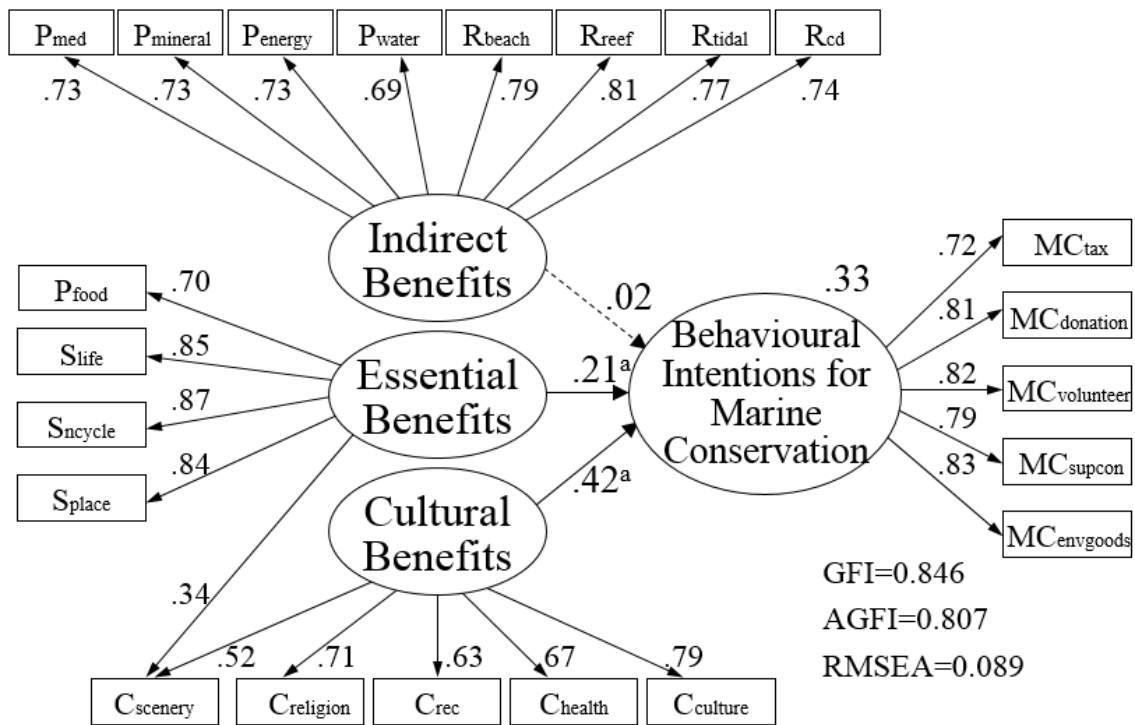 Pmed Pmineral Penergy Pwater Rbeach Rreef Rtidal Rcd
.73 .73 .73 .69 .79 .81 .77 .74
Indirect
Benefits
Pfood
Slife
Sncycle
Splace
.70
.85
.87
.84
.34
Essential
Benefits
Cultural
Benefits
.02
.21ᵃ
.42ᵃ
.33
Behavioural
Intentions for
Marine
Conservation
.72
.81
.82
.79
.83
MCtax
MCdonation
MCvolunteer
MCsupcon
MCenvgoods
GFI=0.846
AGFI=0.807
RMSEA=0.089
.52 .71 .63 67 .79
Cscenery Creligion Crec Chealth Cculture